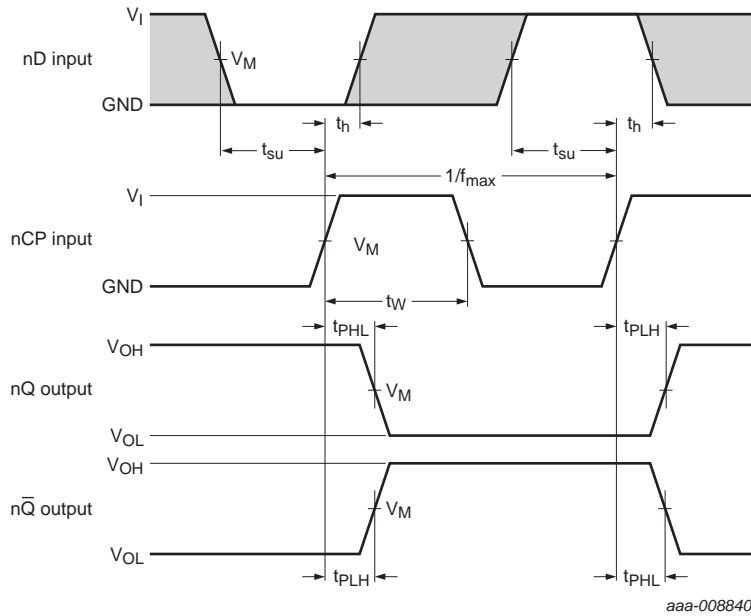 V_I
nD input
V_M
GND
t_h
t_h
t_su
t_su
1/f_max
V_I
nCP input
V_M
GND
t_W
t_PHL
t_PLH
V_OH
nQ output
V_M
V_OL
V_OH
nQ̅ output
V_M
V_OL
t_PLH
t_PHL
aaa-008840